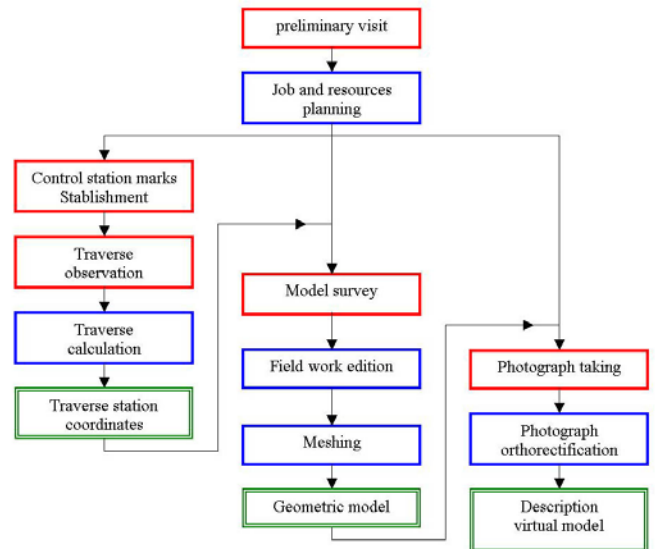 preliminary visit
Job and resources
planning
Control station marks
Stablishment
Traverse
observation
Traverse
calculation
Traverse station
coordinates
Model survey
Field work edition
Meshing
Geometric model
Photograph taking
Photograph
orthorectification
Description
virtual model